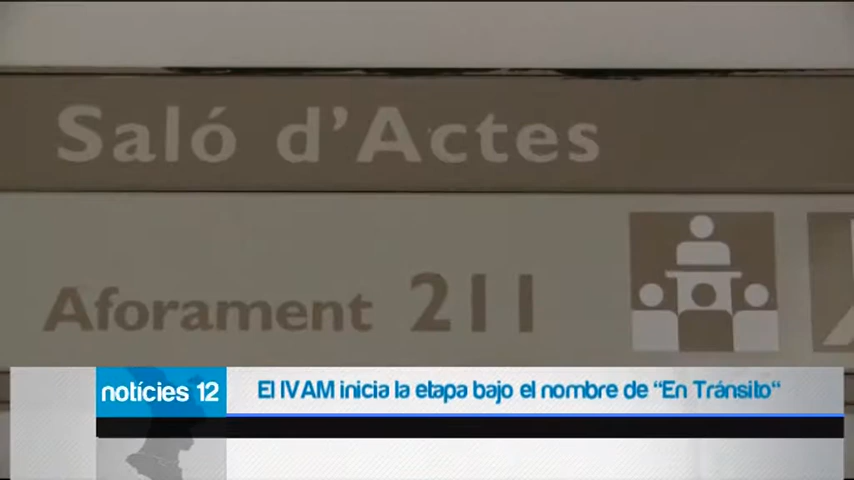 Saló d'Actes
Aforament 211
notícies 12
El IVAM inicia la etapa bajo el nombre de “En Tránsito“